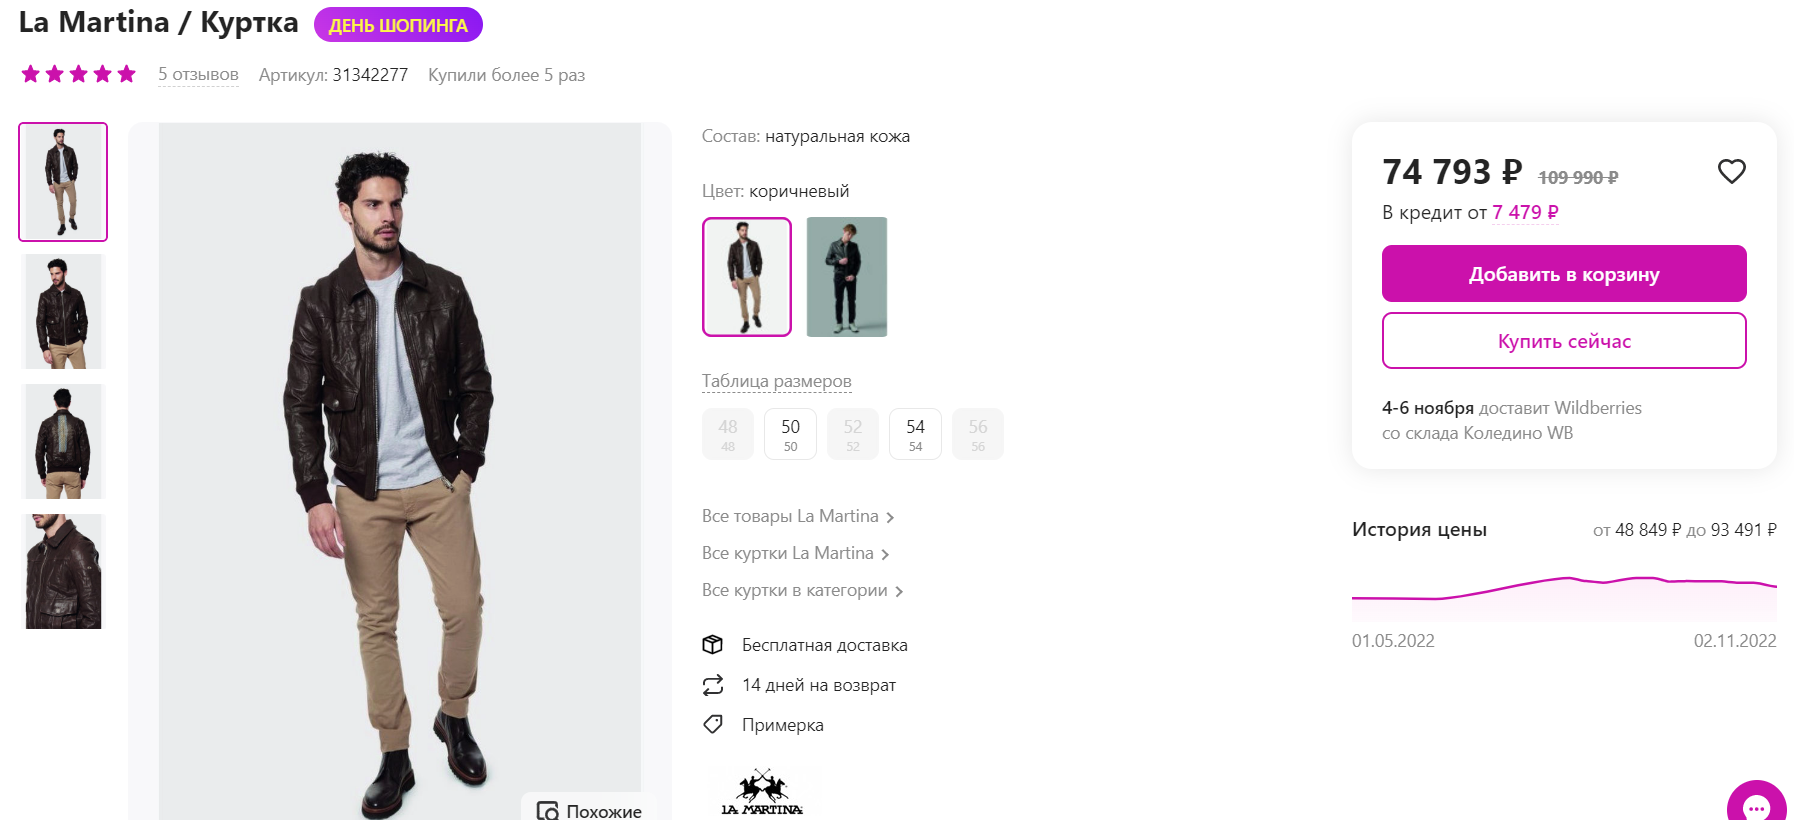 La Martina / Куртка
ДЕНЬ ШОПИНГА
5 отзывов
Артикул: 31342277
Купили более 5 раз
Состав: натуральная кожа
Цвет: коричневый
Таблица размеров
48 50 52 54 56
48 50 52 54 56
Все товары La Martina
Все куртки La Martina
Все куртки в категории
Бесплатная доставка
14 дней на возврат
Примерка
LA MARTINA
Похожие
74 793 ₽ 109 990 ₽
В кредит от 7 479 ₽
Добавить в корзину
Купить сейчас
4-6 ноября доставит Wildberries
со склада Коледино WB
История цены
от 48 849 ₽ до 93 491 ₽
01.05.2022
02.11.2022